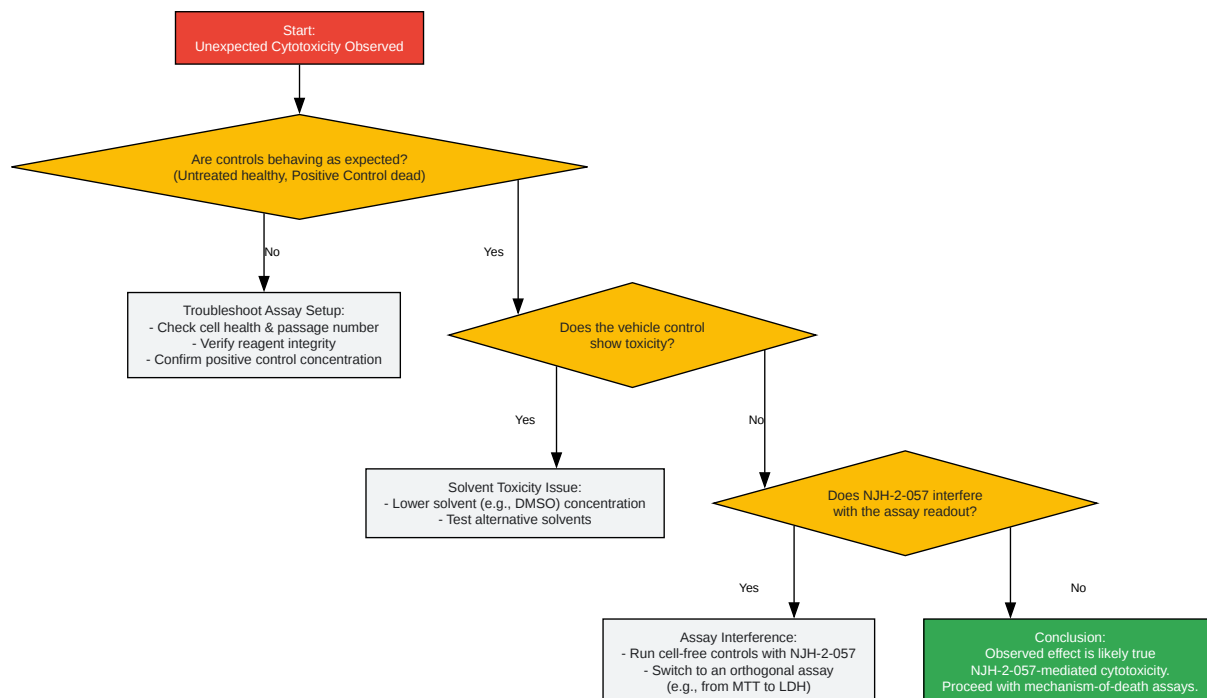 Start:
Unexpected Cytotoxicity Observed
Are controls behaving as expected?
(Untreated healthy, Positive Control dead)
No
Yes
Troubleshoot Assay Setup:
- Check cell health & passage number
- Verify reagent integrity
- Confirm positive control concentration
Does the vehicle control
show toxicity?
Yes
No
Solvent Toxicity Issue:
- Lower solvent (e.g., DMSO) concentration
- Test alternative solvents
Does NJH-2-057 interfere
with the assay readout?
Yes
No
Assay Interference:
- Run cell-free controls with NJH-2-057
- Switch to an orthogonal assay
(e.g., from MTT to LDH)
Conclusion:
Observed effect is likely true
NJH-2-057-mediated cytotoxicity.
Proceed with mechanism-of-death assays.